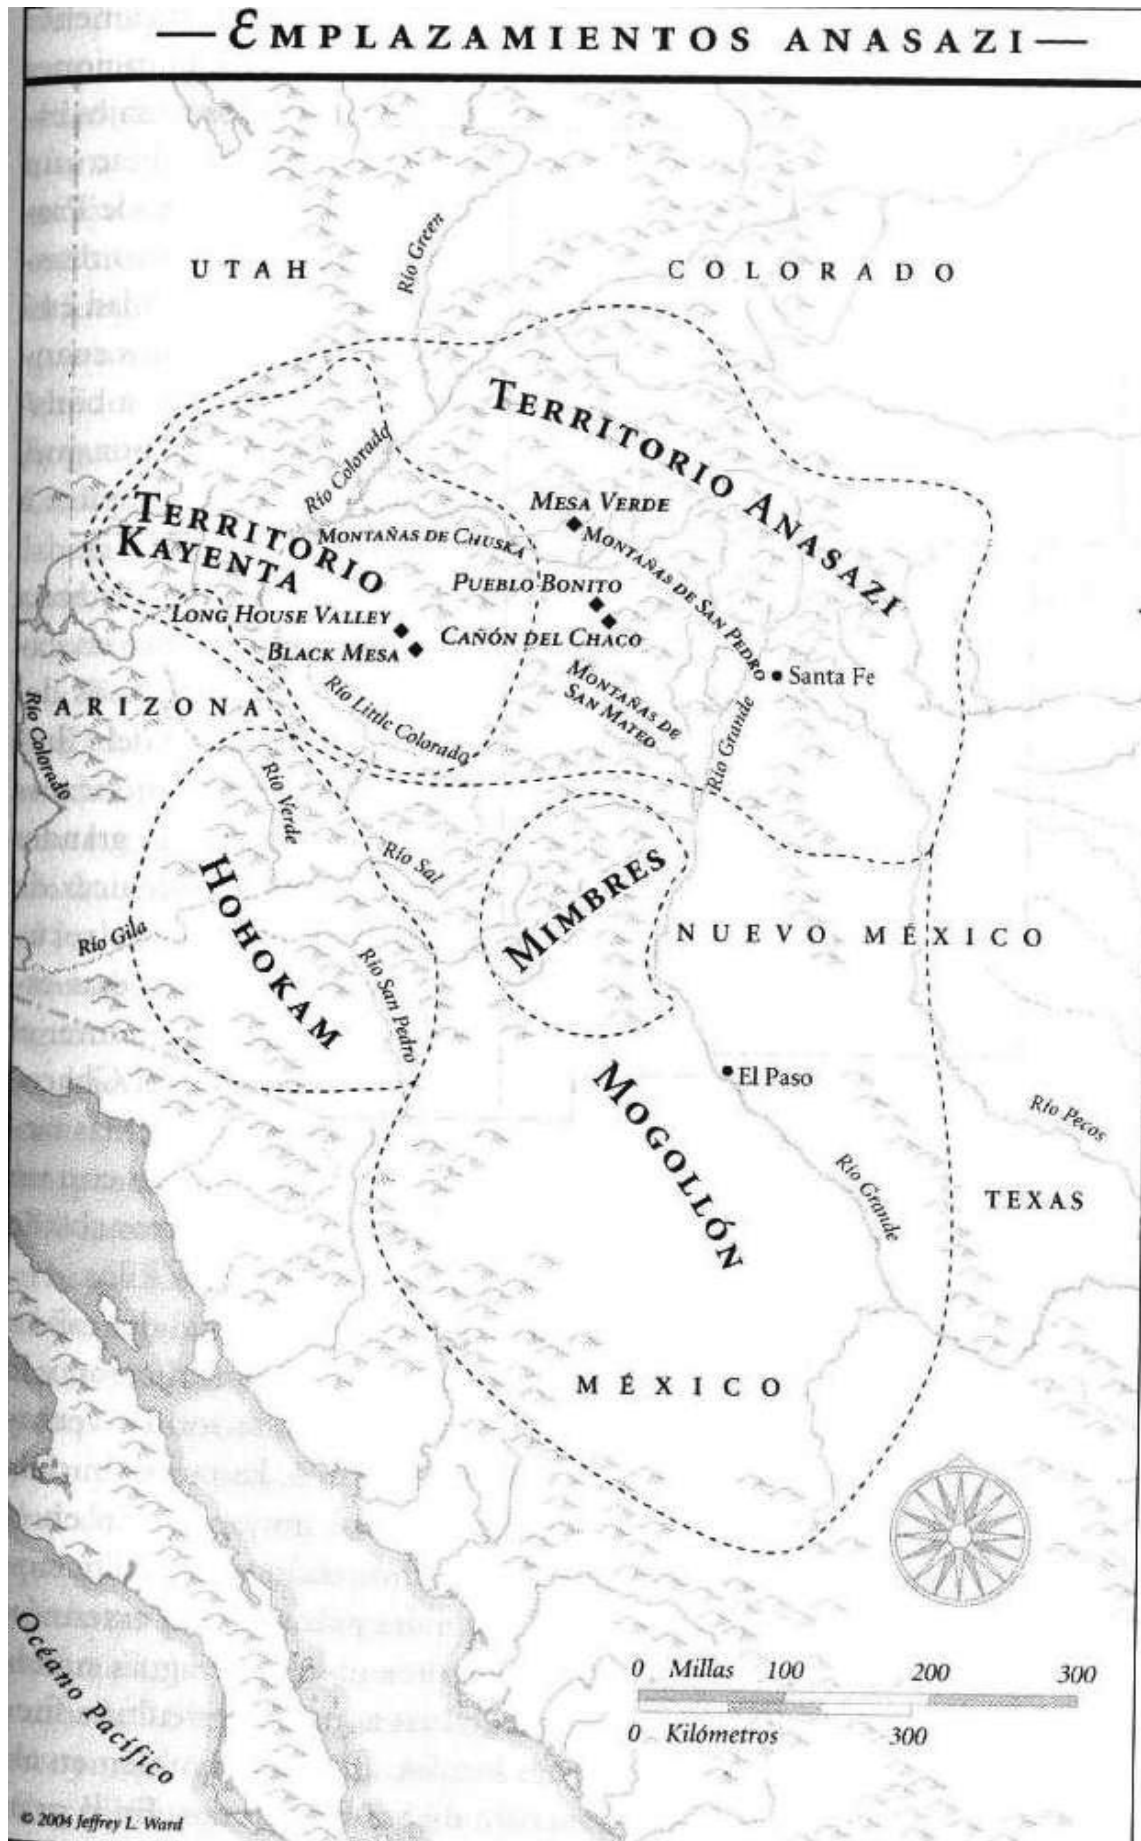 EMPLAZAMIENTOS ANASAZI
UTAH
Río Green
COLORADO
TERRITORIO ANASAZI
Río Colorado
MESA VERDE
TERRITORIO
KAYENTA
MONTAÑAS DE CHUSKA
MONTAÑAS DE SAN PEDRO
PUEBLO BONITO
LONG HOUSE VALLEY
CAÑÓN DEL CHACO
BLACK MESA
Santa Fe
MONTAÑAS DE
SAN MATEO
Río Little Colorado
ARIZONA
Río Colorado
Río Grande
Río Verde
Río Sal
HOHOKAM
MIMBRES
Río Gila
NUEVO MÉXICO
Río San Pedro
El Paso
MOGOLLÓN
Río Pecos
Río Grande
TEXAS
MÉXICO
0 Millas 100 200 300
0 Kilómetros 300
Océano Pacífico
© 2004 Jeffrey L. Ward